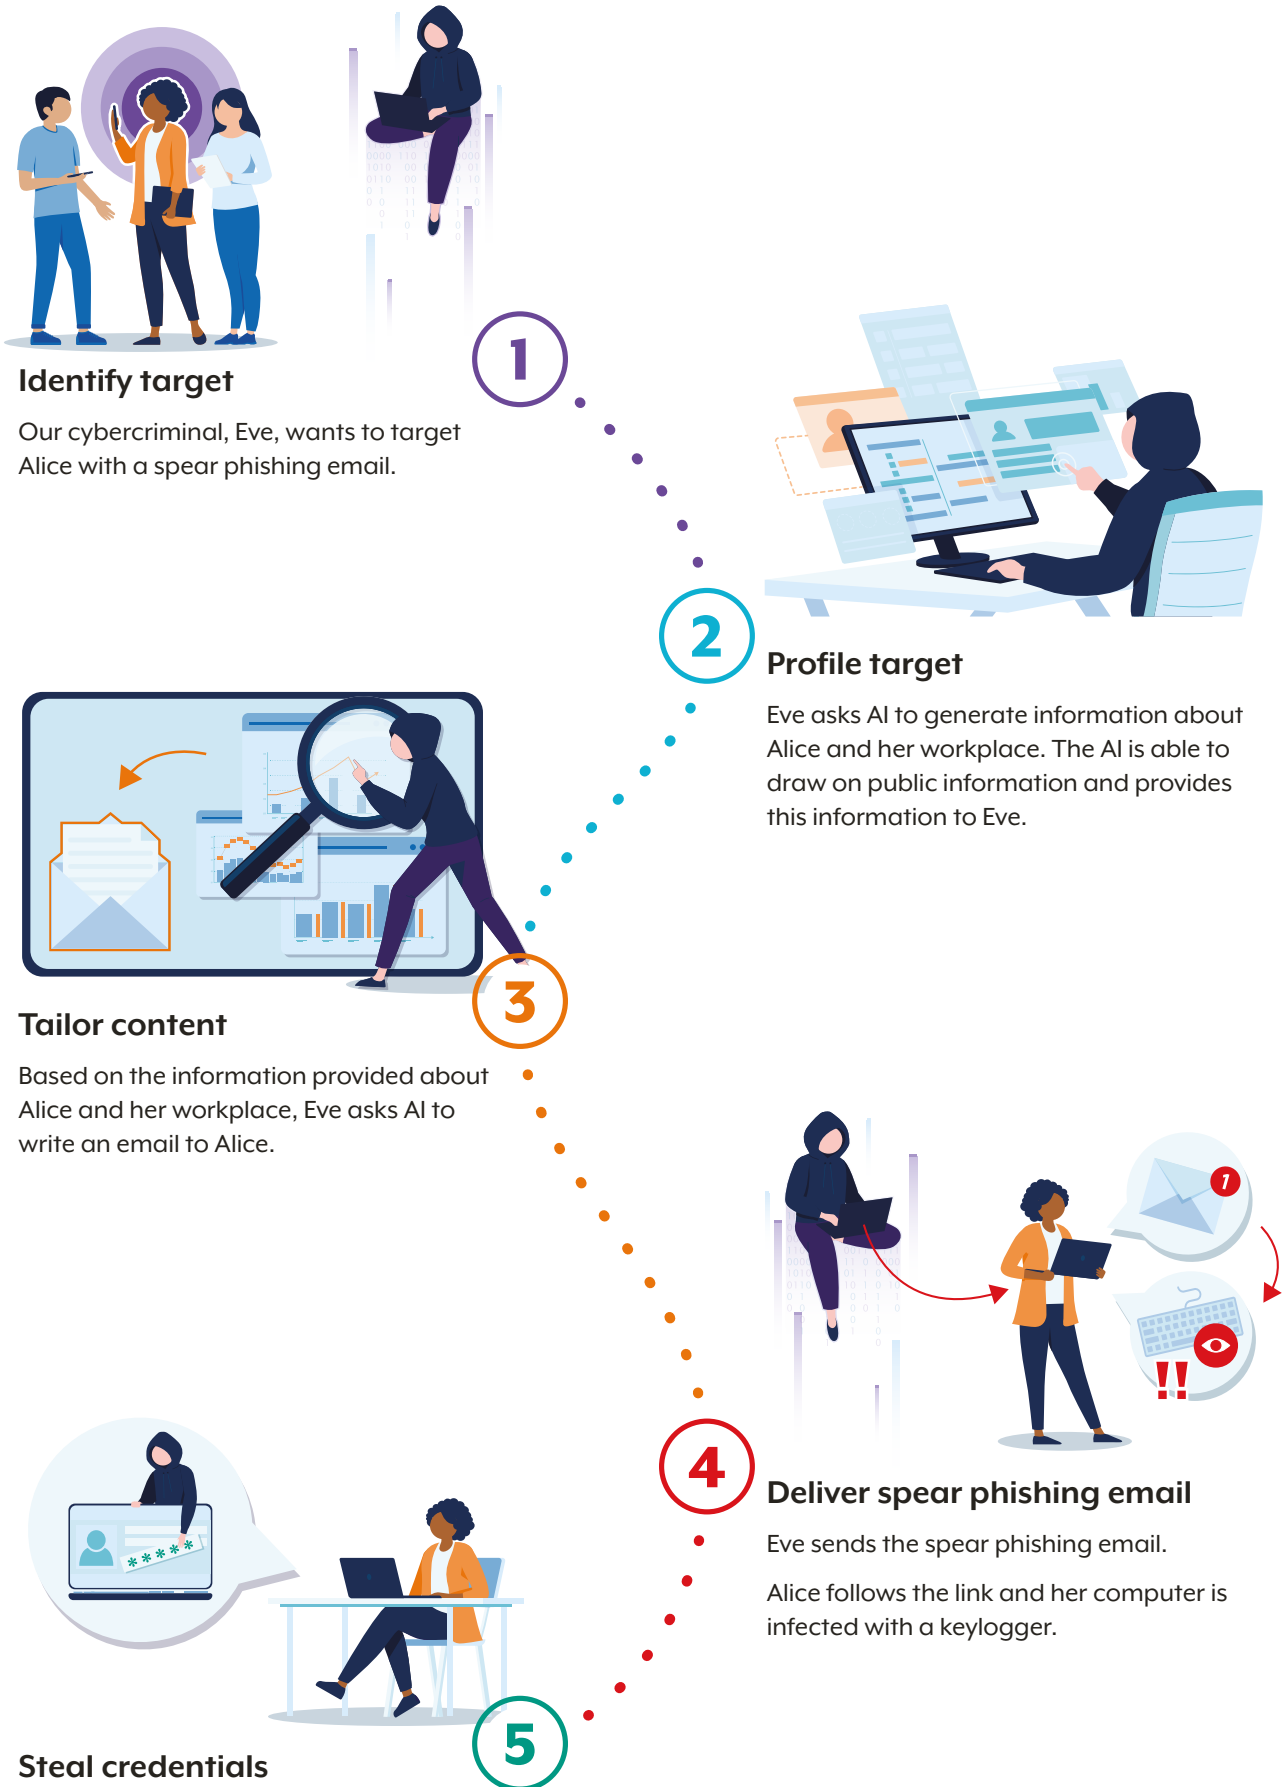 1
Identify target
Our cybercriminal, Eve, wants to target
Alice with a spear phishing email.
2
Profile target
Eve asks AI to generate information about
Alice and her workplace. The AI is able to
draw on public information and provides
this information to Eve.
3
Tailor content
Based on the information provided about
Alice and her workplace, Eve asks AI to
write an email to Alice.
1
!!
4
Deliver spear phishing email
Eve sends the spear phishing email.
Alice follows the link and her computer is
infected with a keylogger.
*****
5
Steal credentials